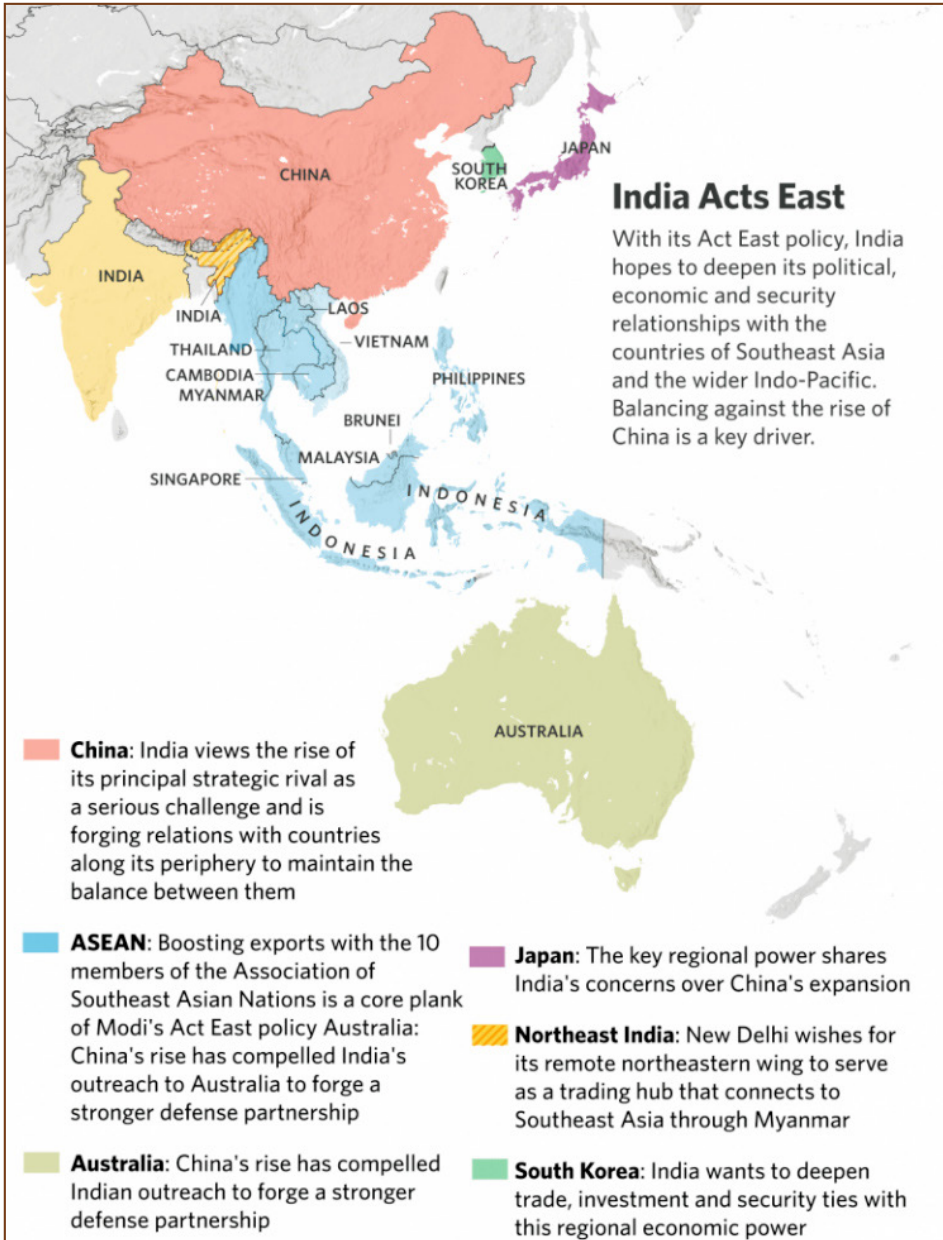 CHINA
SOUTH
KOREA
JAPAN
India Acts East
With its Act East policy, India
hopes to deepen its political,
economic and security
relationships with the
countries of Southeast Asia
and the wider Indo-Pacific.
Balancing against the rise of
China is a key driver.
INDIA
INDIA
LAOS
THAILAND
VIETNAM
CAMBODIA
MYANMAR
PHILIPPINES
BRUNEI
MALAYSIA
SINGAPORE
INDONESIA
INDONESIA
AUSTRALIA
China: India views the rise of
its principal strategic rival as
a serious challenge and is
forging relations with countries
along its periphery to maintain the
balance between them
ASEAN: Boosting exports with the 10
members of the Association of
Southeast Asian Nations is a core plank
of Modi's Act East policy Australia:
China's rise has compelled India's
outreach to Australia to forge a
stronger defense partnership
Australia: China's rise has compelled
Indian outreach to forge a stronger
defense partnership
Japan: The key regional power shares
India's concerns over China's expansion
Northeast India: New Delhi wishes for
its remote northeastern wing to serve
as a trading hub that connects to
Southeast Asia through Myanmar
South Korea: India wants to deepen
trade, investment and security ties with
this regional economic power